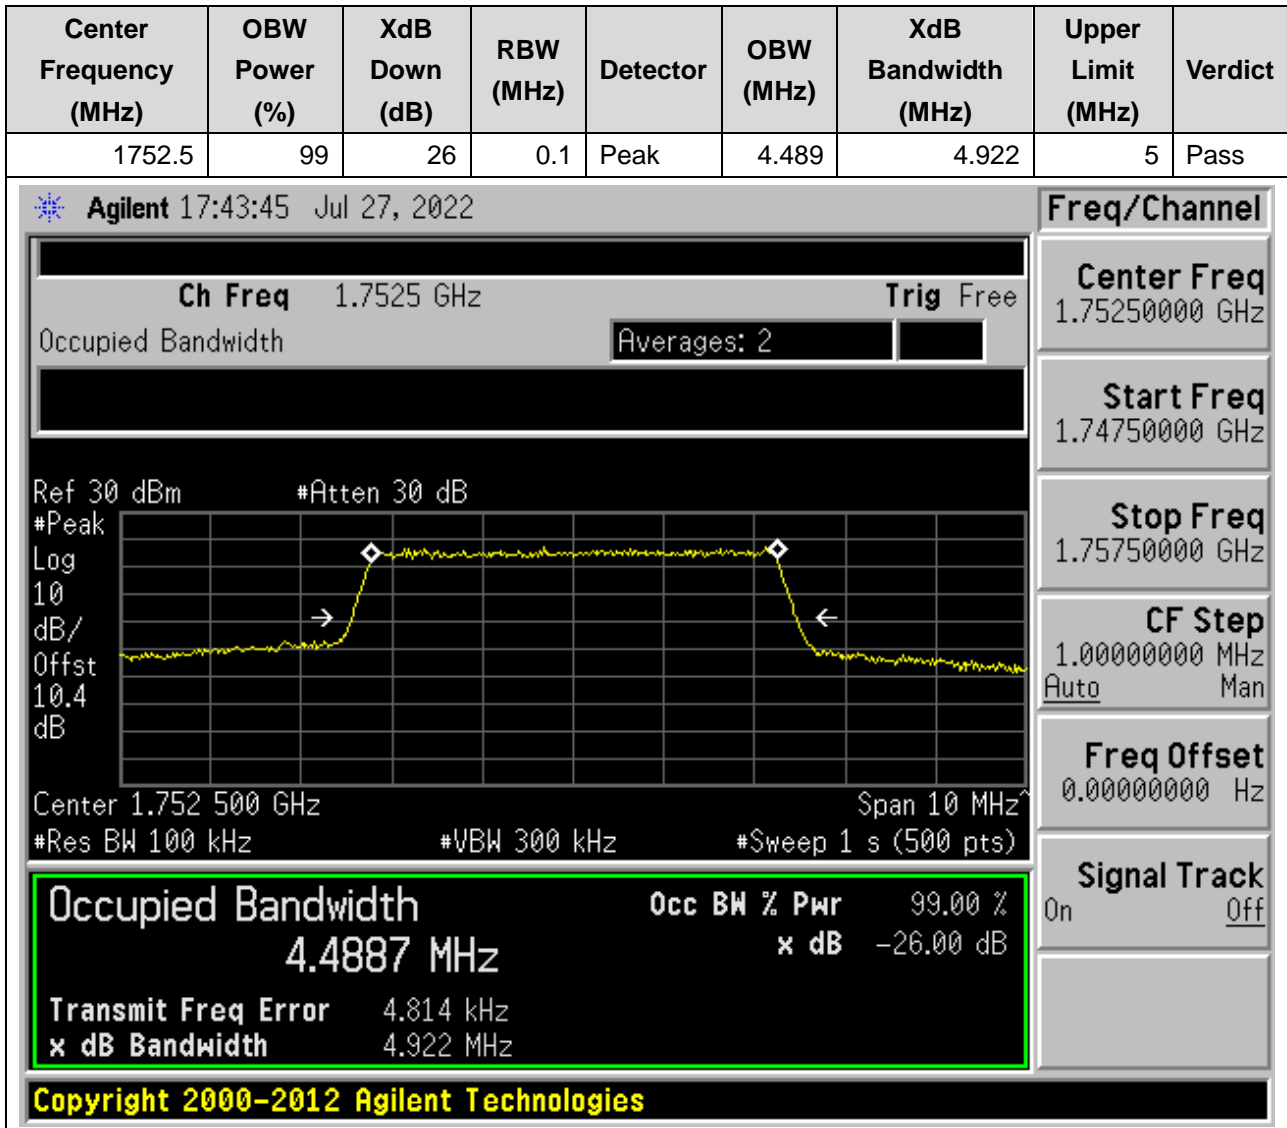 Center Frequency (MHz) OBW Power (%) XdB Down (dB) RBW (MHz) Detector OBW (MHz) XdB Bandwidth (MHz) Upper Limit (MHz) Verdict
1752.5 99 26 0.1 Peak 4.489 4.922 5 Pass
Agilent 17:43:45 Jul 27, 2022
Ch Freq 1.7525 GHz Trig Free
Occupied Bandwidth Averages: 2
Ref 30 dBm #Atten 30 dB
#Peak
Log
10
dB/
Offst
10.4
dB
Center 1.752 500 GHz Span 10 MHz^
#Res BW 100 kHz #VBW 300 kHz #Sweep 1 s (500 pts)
Occupied Bandwidth Occ BW % Pwr 99.00 %
4.4887 MHz x dB -26.00 dB
Transmit Freq Error 4.814 kHz
x dB Bandwidth 4.922 MHz
Freq/Channel
Center Freq
1.75250000 GHz
Start Freq
1.74750000 GHz
Stop Freq
1.75750000 GHz
CF Step
1.00000000 MHz
Auto Man
Freq Offset
0.00000000 Hz
Signal Track
On Off
Copyright 2000-2012 Agilent Technologies